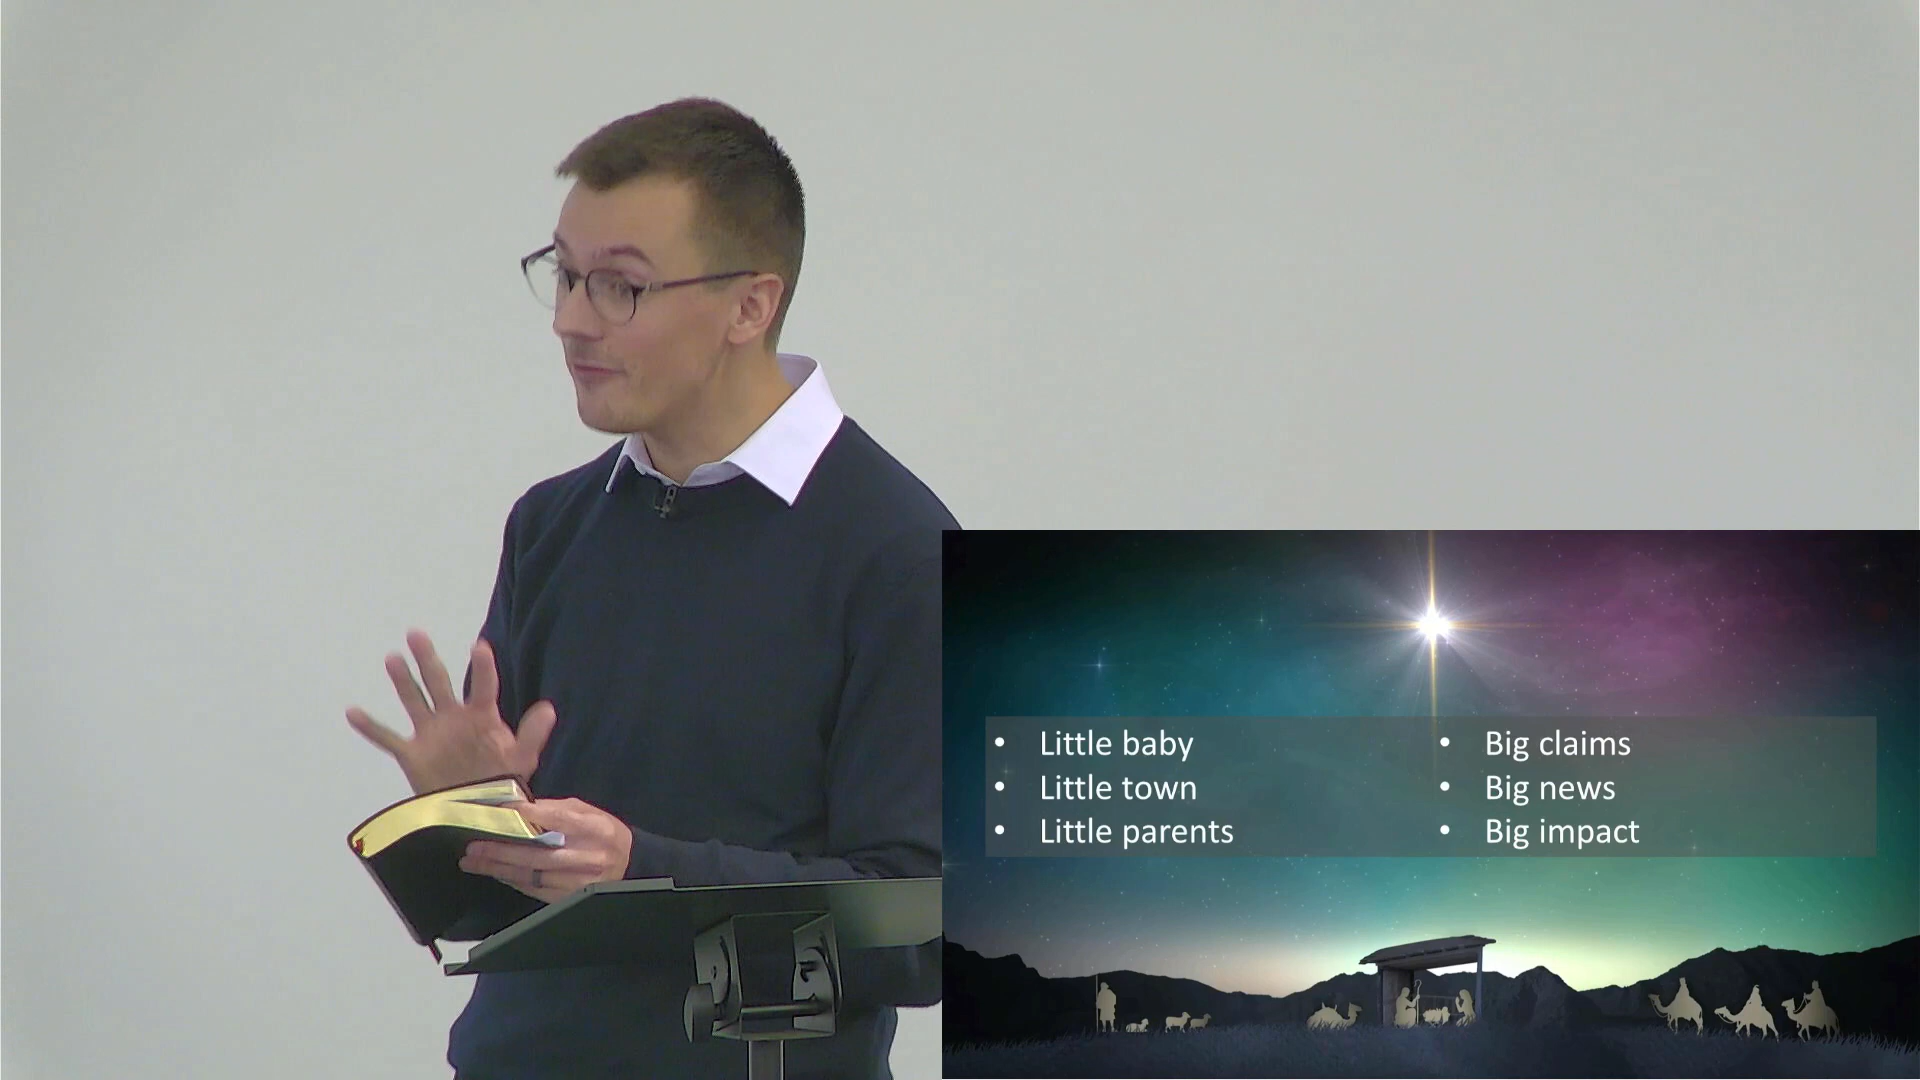 • Little baby
• Little town
• Little parents
• Big claims
• Big news
• Big impact